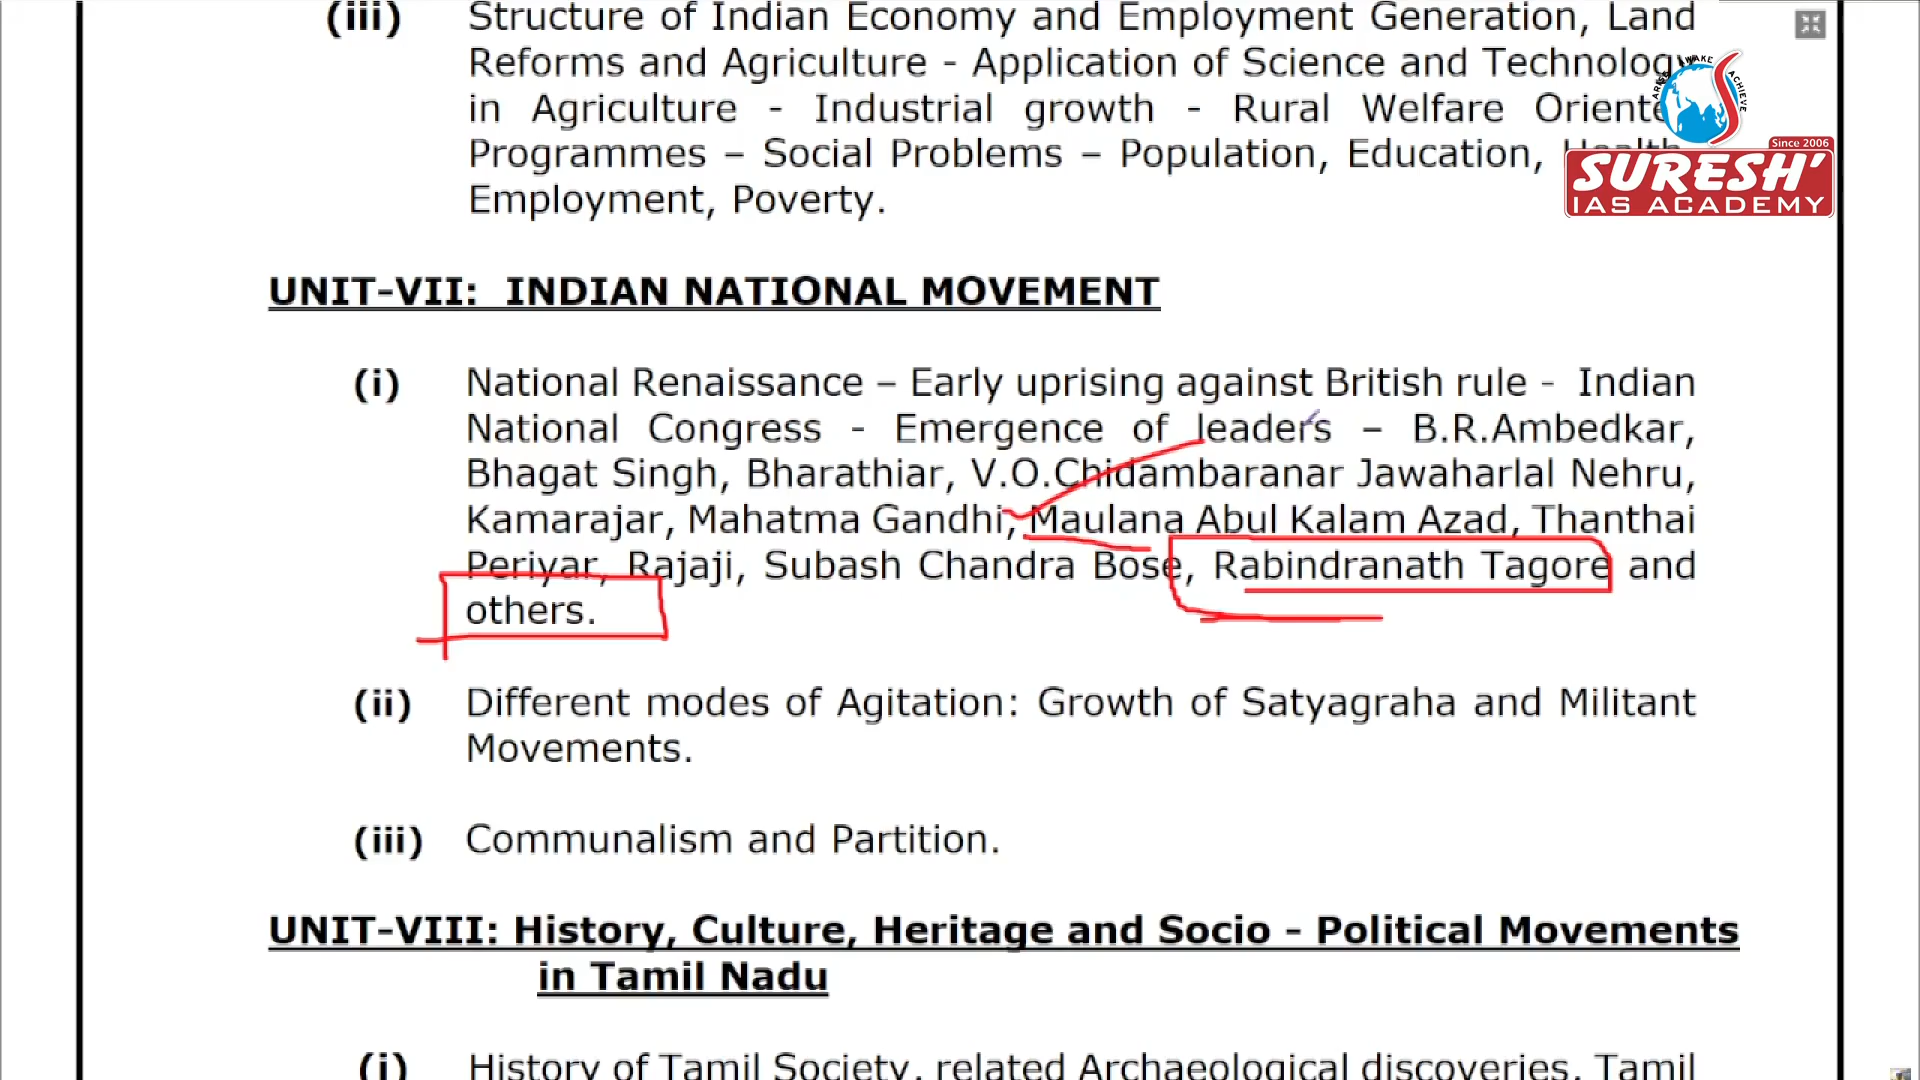 (iii) Structure of Indian Economy and Employment Generation, Land
Reforms and Agriculture - Application of Science and Technology
in Agriculture - Industrial growth - Rural Welfare Oriente
Programmes – Social Problems – Population, Education, Health,
Employment, Poverty.
ARISE AWAKE ACHIEVE
Since 2006
SURESH'
IAS ACADEMY
UNIT-VII: INDIAN NATIONAL MOVEMENT
(i) National Renaissance – Early uprising against British rule - Indian
National Congress - Emergence of leaders – B.R.Ambedkar,
Bhagat Singh, Bharathiar, V.O.Chidambaranar Jawaharlal Nehru,
Kamarajar, Mahatma Gandhi, Maulana Abul Kalam Azad, Thanthai
Periyar, Rajaji, Subash Chandra Bose, Rabindranath Tagore and
others.
(ii) Different modes of Agitation: Growth of Satyagraha and Militant
Movements.
(iii) Communalism and Partition.
UNIT-VIII: History, Culture, Heritage and Socio - Political Movements
in Tamil Nadu
(i) History of Tamil Society, related Archaeological discoveries, Tamil